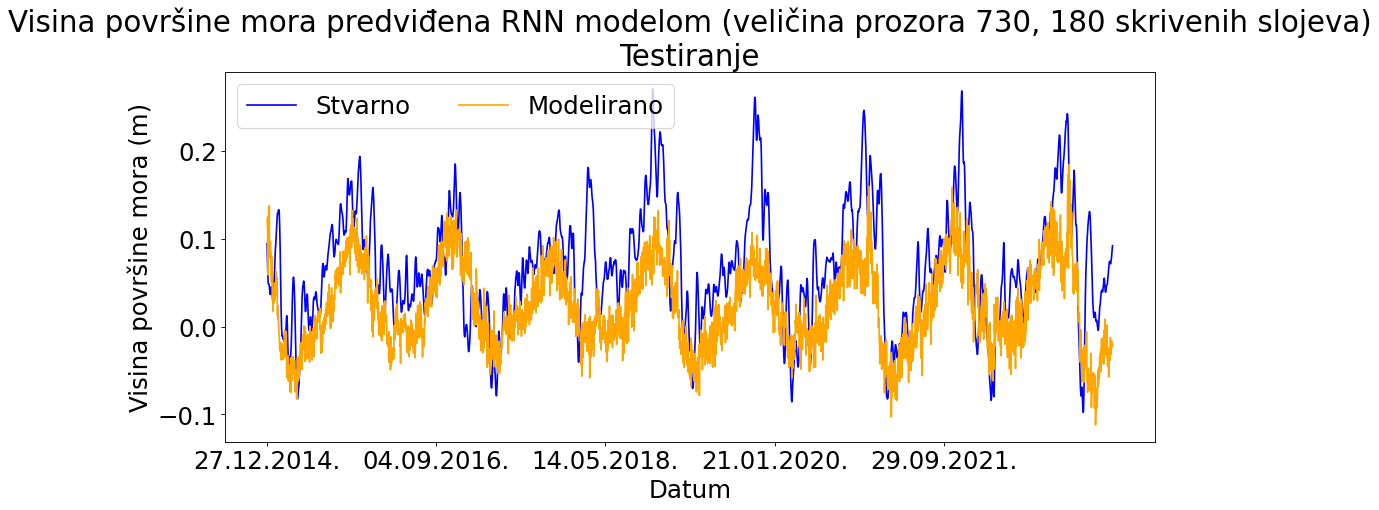 Visina površine mora predviđena RNN modelom (veličina prozora 730, 180 skrivenih slojeva)
Testiranje
Stvarno Modelirano
Visina površine mora (m)
0.2
0.1
0.0
−0.1
27.12.2014. 04.09.2016. 14.05.2018. 21.01.2020. 29.09.2021.
Datum